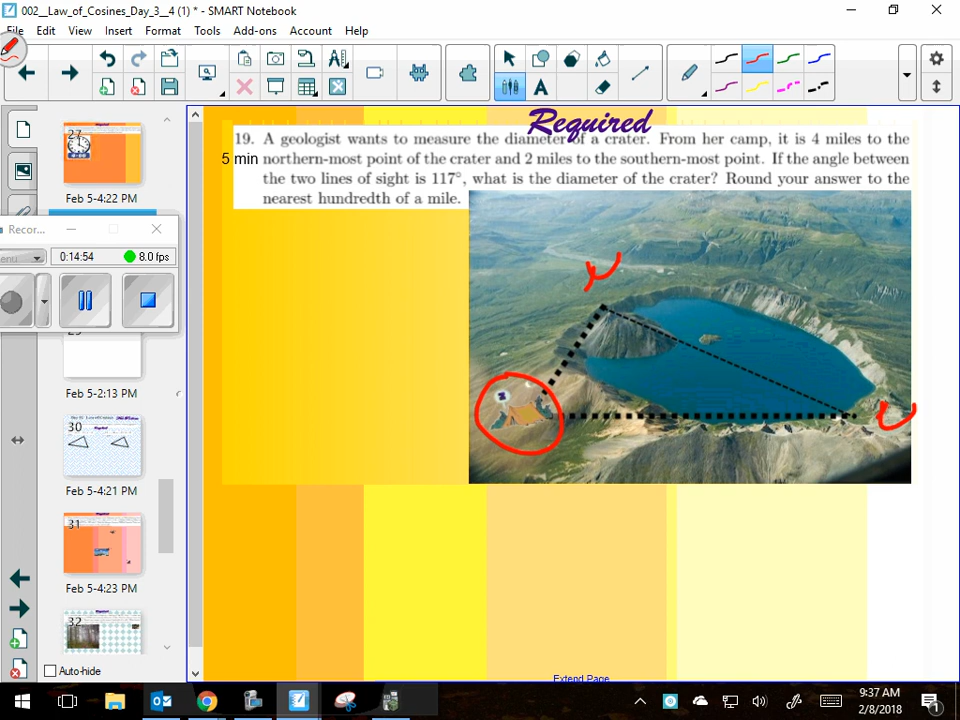 002__Law_of_Cosines_Day_3__4 (1) * - SMART Notebook
File Edit View Insert Format Tools Add-ons Account Help
Required
19. A geologist wants to measure the diameter of a crater. From her camp, it is 4 miles to the
5 min northern-most point of the crater and 2 miles to the southern-most point. If the angle between
the two lines of sight is 117°, what is the diameter of the crater? Round your answer to the
nearest hundredth of a mile.
27
Feb 5-4:22 PM
Recor...
enu
0:14:54 8.0 fps
Feb 5-2:13 PM
30
Feb 5-4:21 PM
31
Feb 5-4:23 PM
32
Auto-hide
Extend Page
9:37 AM
2/8/2018
1